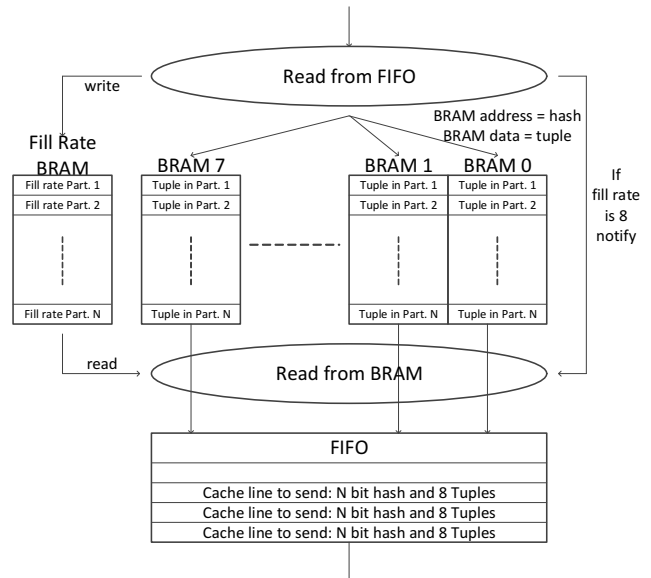 Read from FIFO
write
BRAM address = hash
BRAM data = tuple
Fill Rate
BRAM
BRAM 7
BRAM 1
BRAM 0
If
fill rate
is 8
notify
Fill rate Part. 1
Tuple in Part. 1
Tuple in Part. 1
Tuple in Part. 1
Fill rate Part. 2
Tuple in Part. 2
Tuple in Part. 2
Tuple in Part. 2
Fill rate Part. N
Tuple in Part. N
Tuple in Part. N
Tuple in Part. N
read
Read from BRAM
FIFO
Cache line to send: N bit hash and 8 Tuples
Cache line to send: N bit hash and 8 Tuples
Cache line to send: N bit hash and 8 Tuples